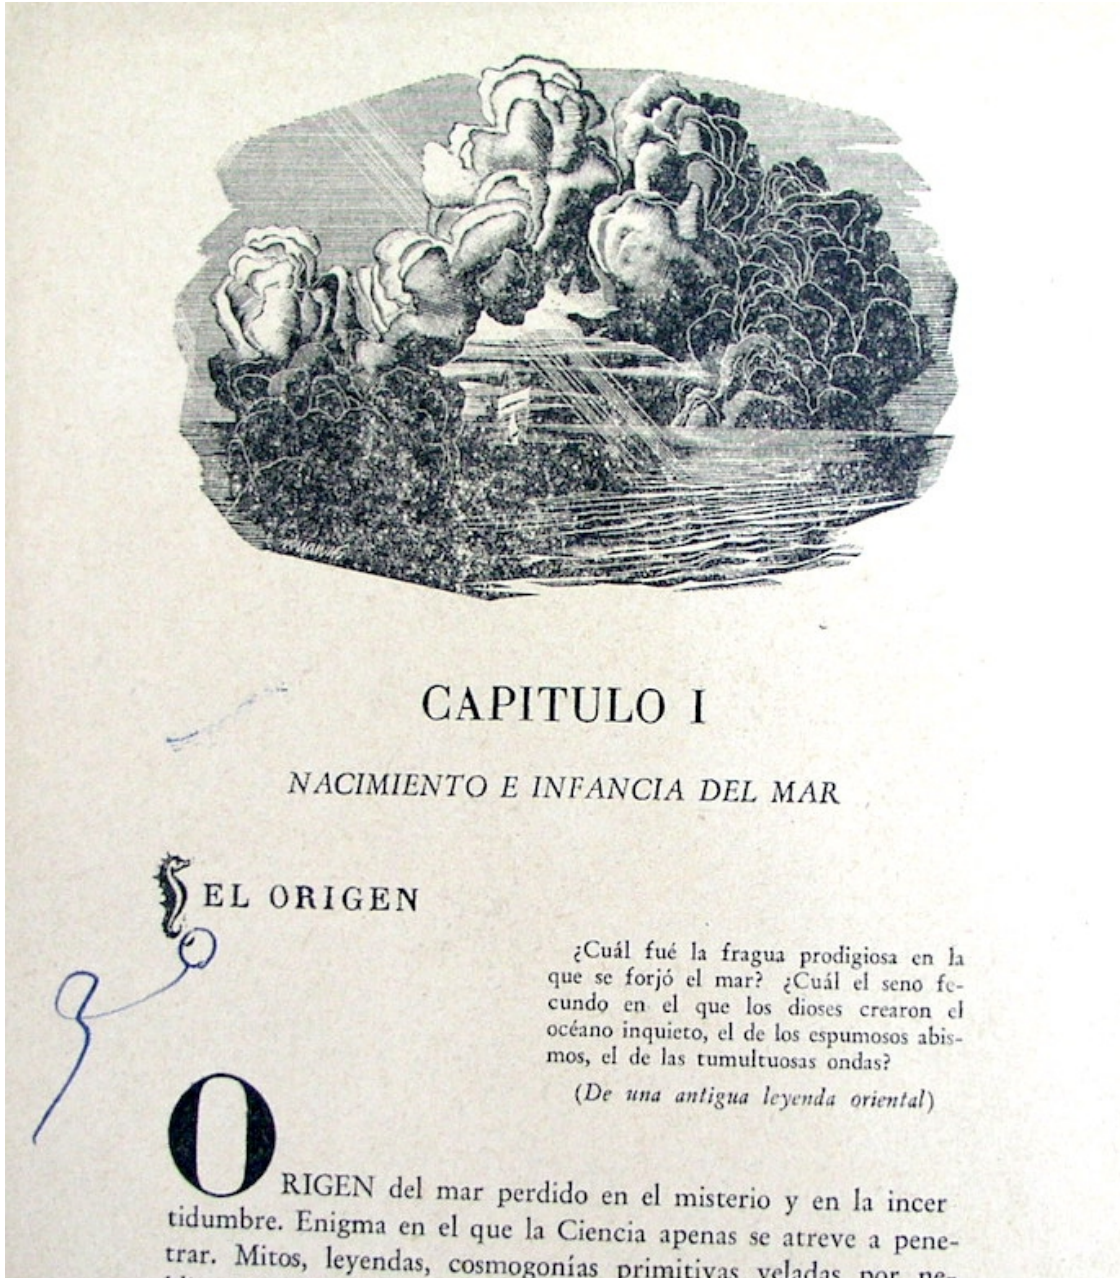 CAPITULO I
NACIMIENTO E INFANCIA DEL MAR
EL ORIGEN
¿Cuál fué la fragua prodigiosa en la
que se forjó el mar? ¿Cuál el seno fe-
cundo en el que los dioses crearon el
océano inquieto, el de los espumosos abis-
mos, el de las tumultuosas ondas?
(De una antigua leyenda oriental)
ORIGEN del mar perdido en el misterio y en la incer
tidumbre. Enigma en el que la Ciencia apenas se atreve a pene-
trar. Mitos, leyendas, cosmogonías primitivas veladas por ne-